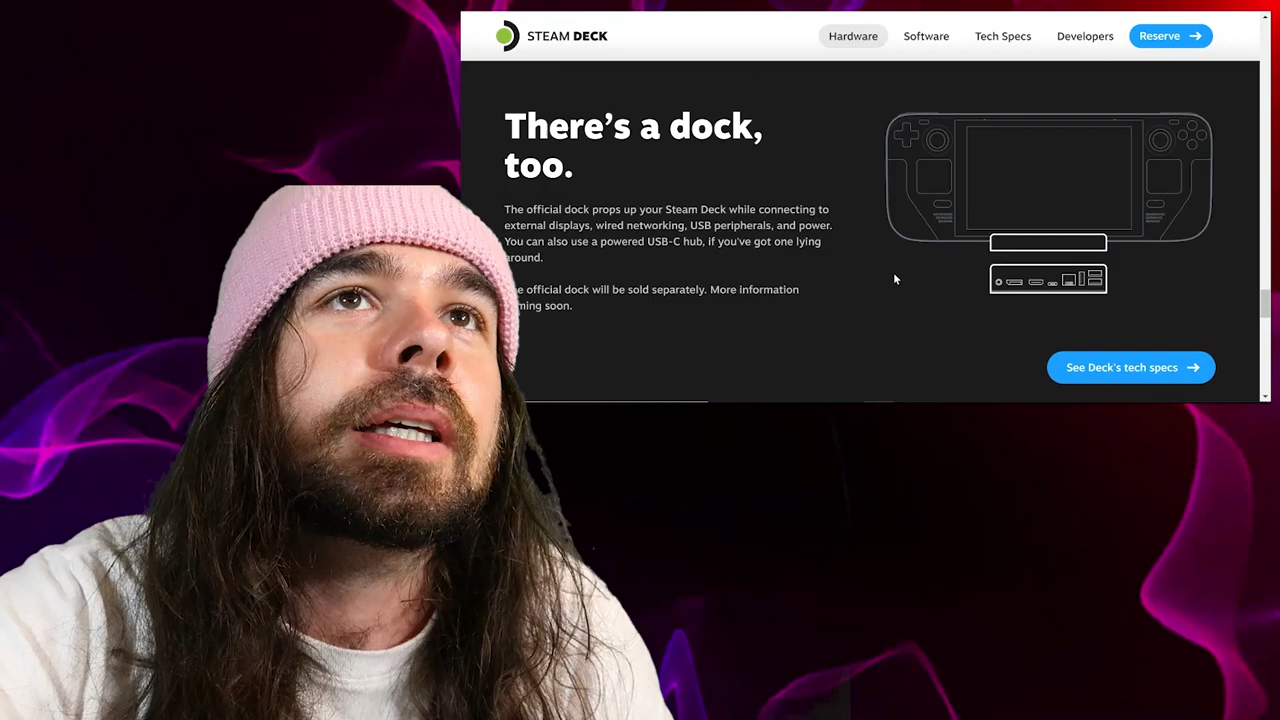 STEAM DECK
Hardware
Software
Tech Specs
Developers
Reserve
There's a dock,
too.
The official dock props up your Steam Deck while connecting to
external displays, wired networking, USB peripherals, and power.
You can also use a powered USB-C hub, if you've got one lying
around.
official dock will be sold separately. More information
soon.
See Deck's tech specs